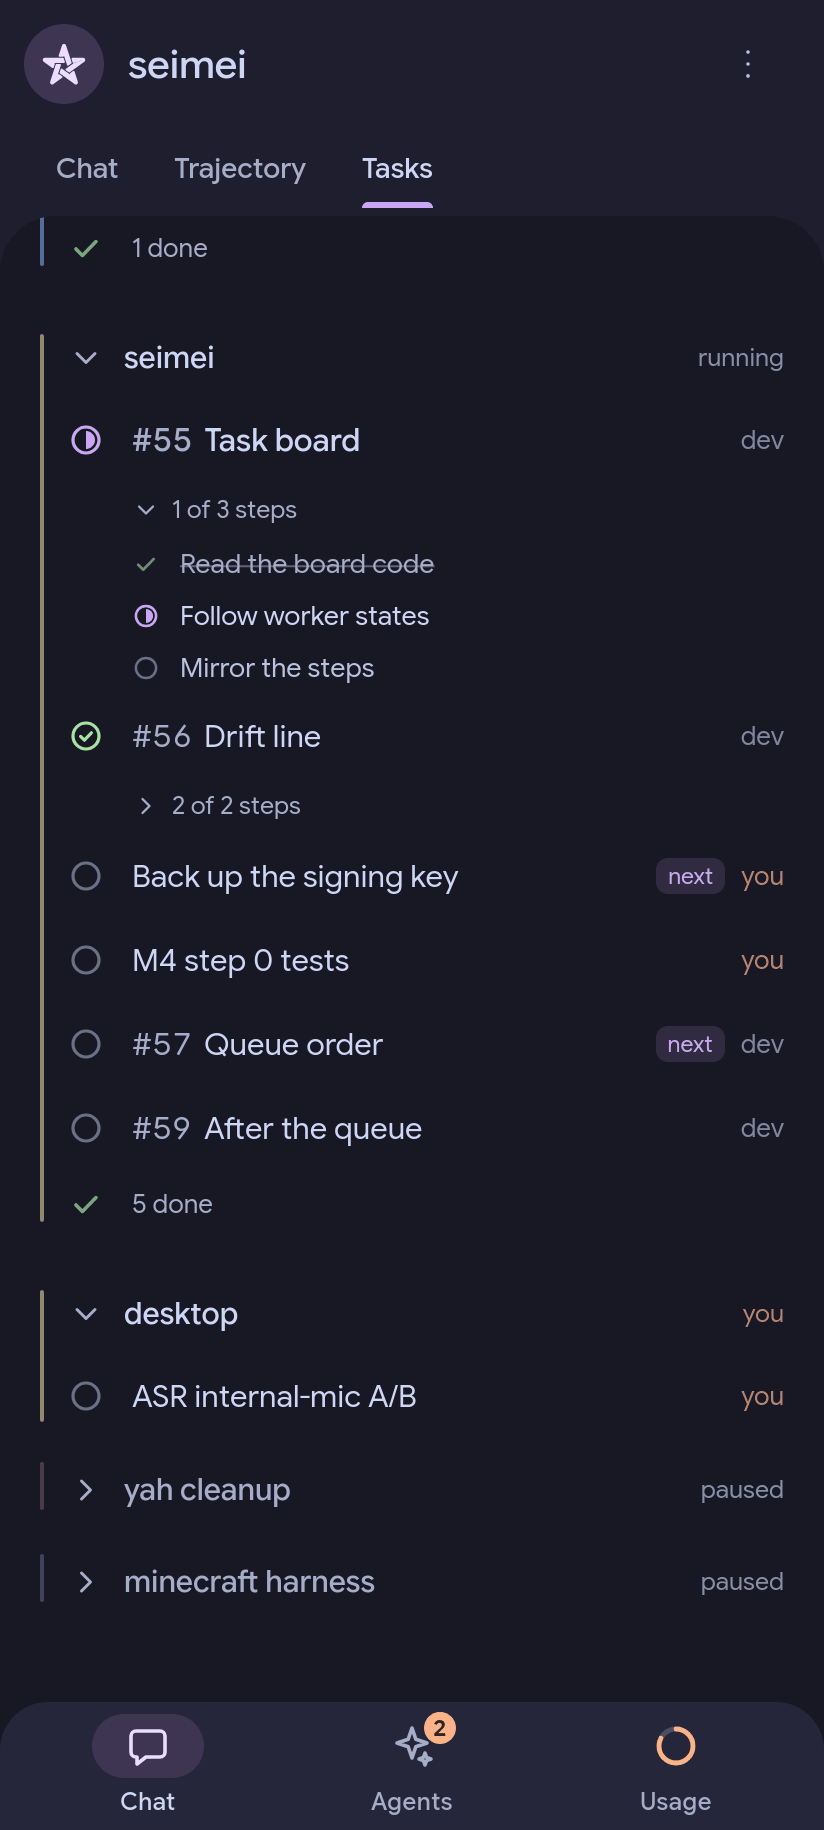 seimei
Chat Trajectory Tasks
1 done
seimei running
#55 Task board dev
1 of 3 steps
Read the board code
Follow worker states
Mirror the steps
#56 Drift line dev
2 of 2 steps
Back up the signing key next you
M4 step 0 tests you
#57 Queue order next dev
#59 After the queue dev
5 done
desktop you
ASR internal-mic A/B you
yah cleanup paused
minecraft harness paused
2
Chat Agents Usage